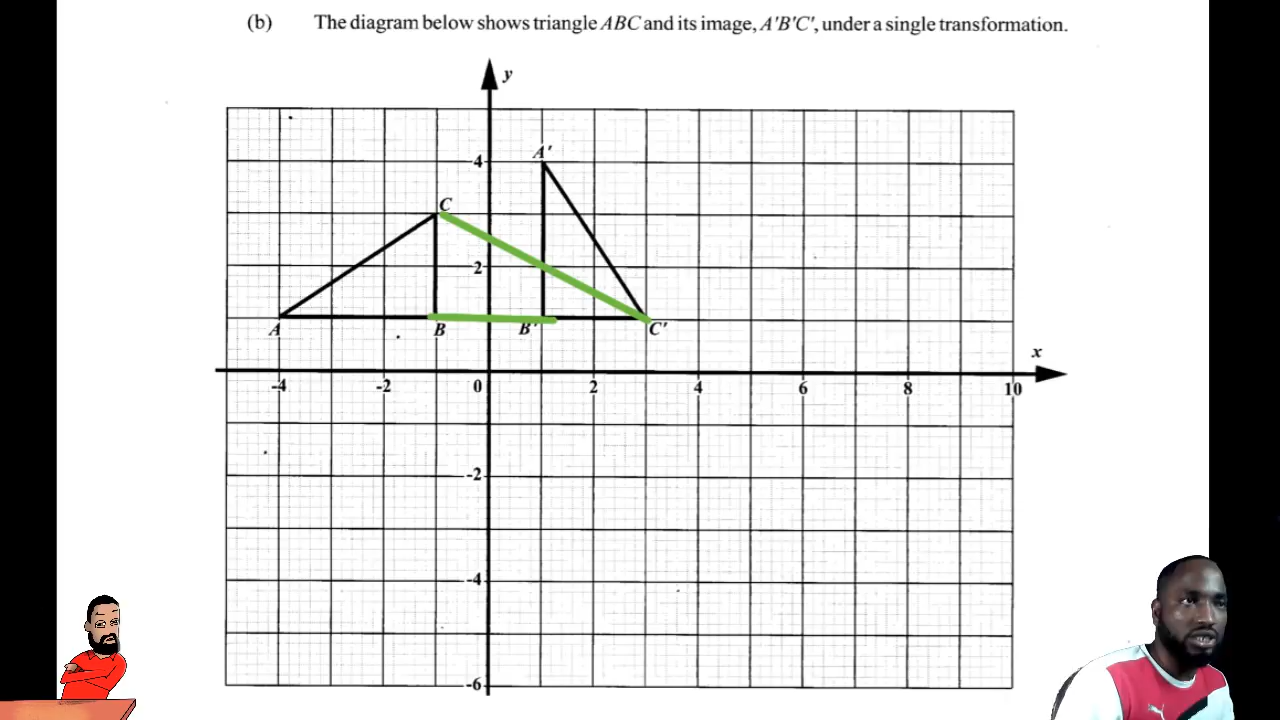 (b) The diagram below shows triangle ABC and its image, A'B'C', under a single transformation.
y
A'
4
C
2
A B B' C'
x
-4 -2 0 2 4 6 8 10
-2
-4
-6